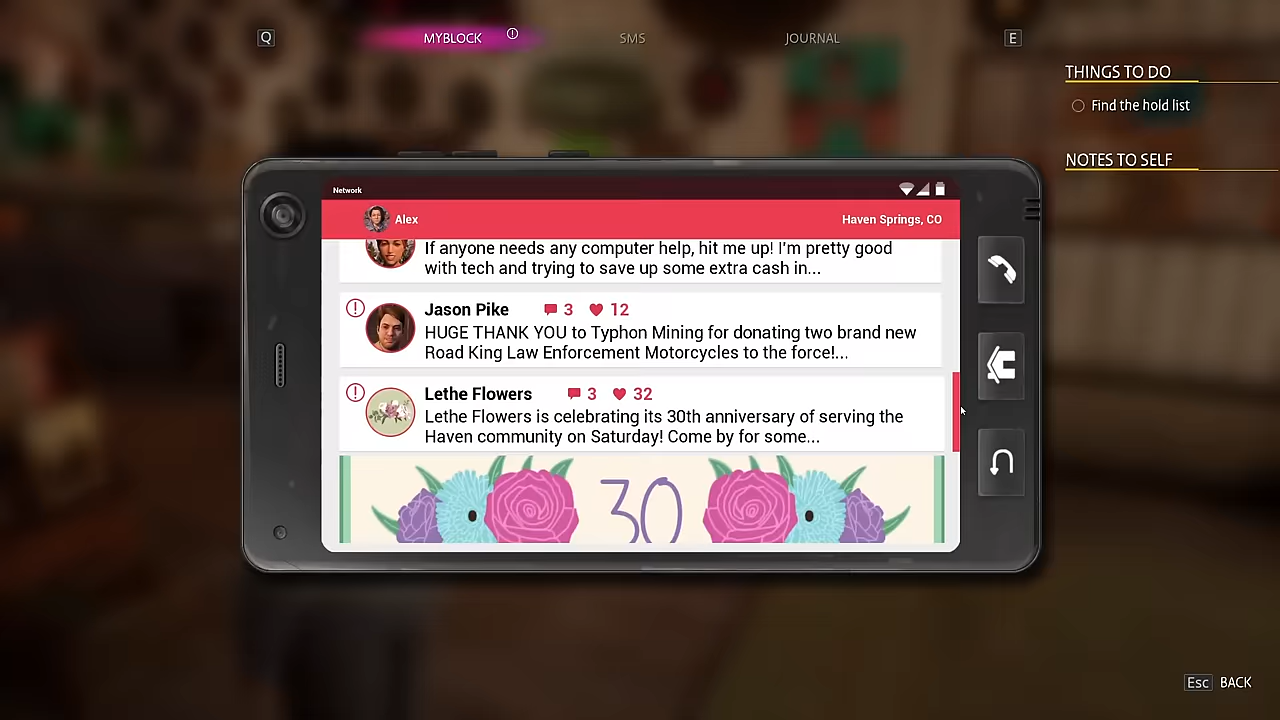 Q
MYBLOCK
SMS
JOURNAL
E
THINGS TO DO
Find the hold list
NOTES TO SELF
Network
Alex
Haven Springs, CO
If anyone needs any computer help, hit me up! I'm pretty good
with tech and trying to save up some extra cash in...
Jason Pike 3 12
HUGE THANK YOU to Typhon Mining for donating two brand new
Road King Law Enforcement Motorcycles to the force!...
Lethe Flowers 3 32
Lethe Flowers is celebrating its 30th anniversary of serving the
Haven community on Saturday! Come by for some...
30
Esc BACK